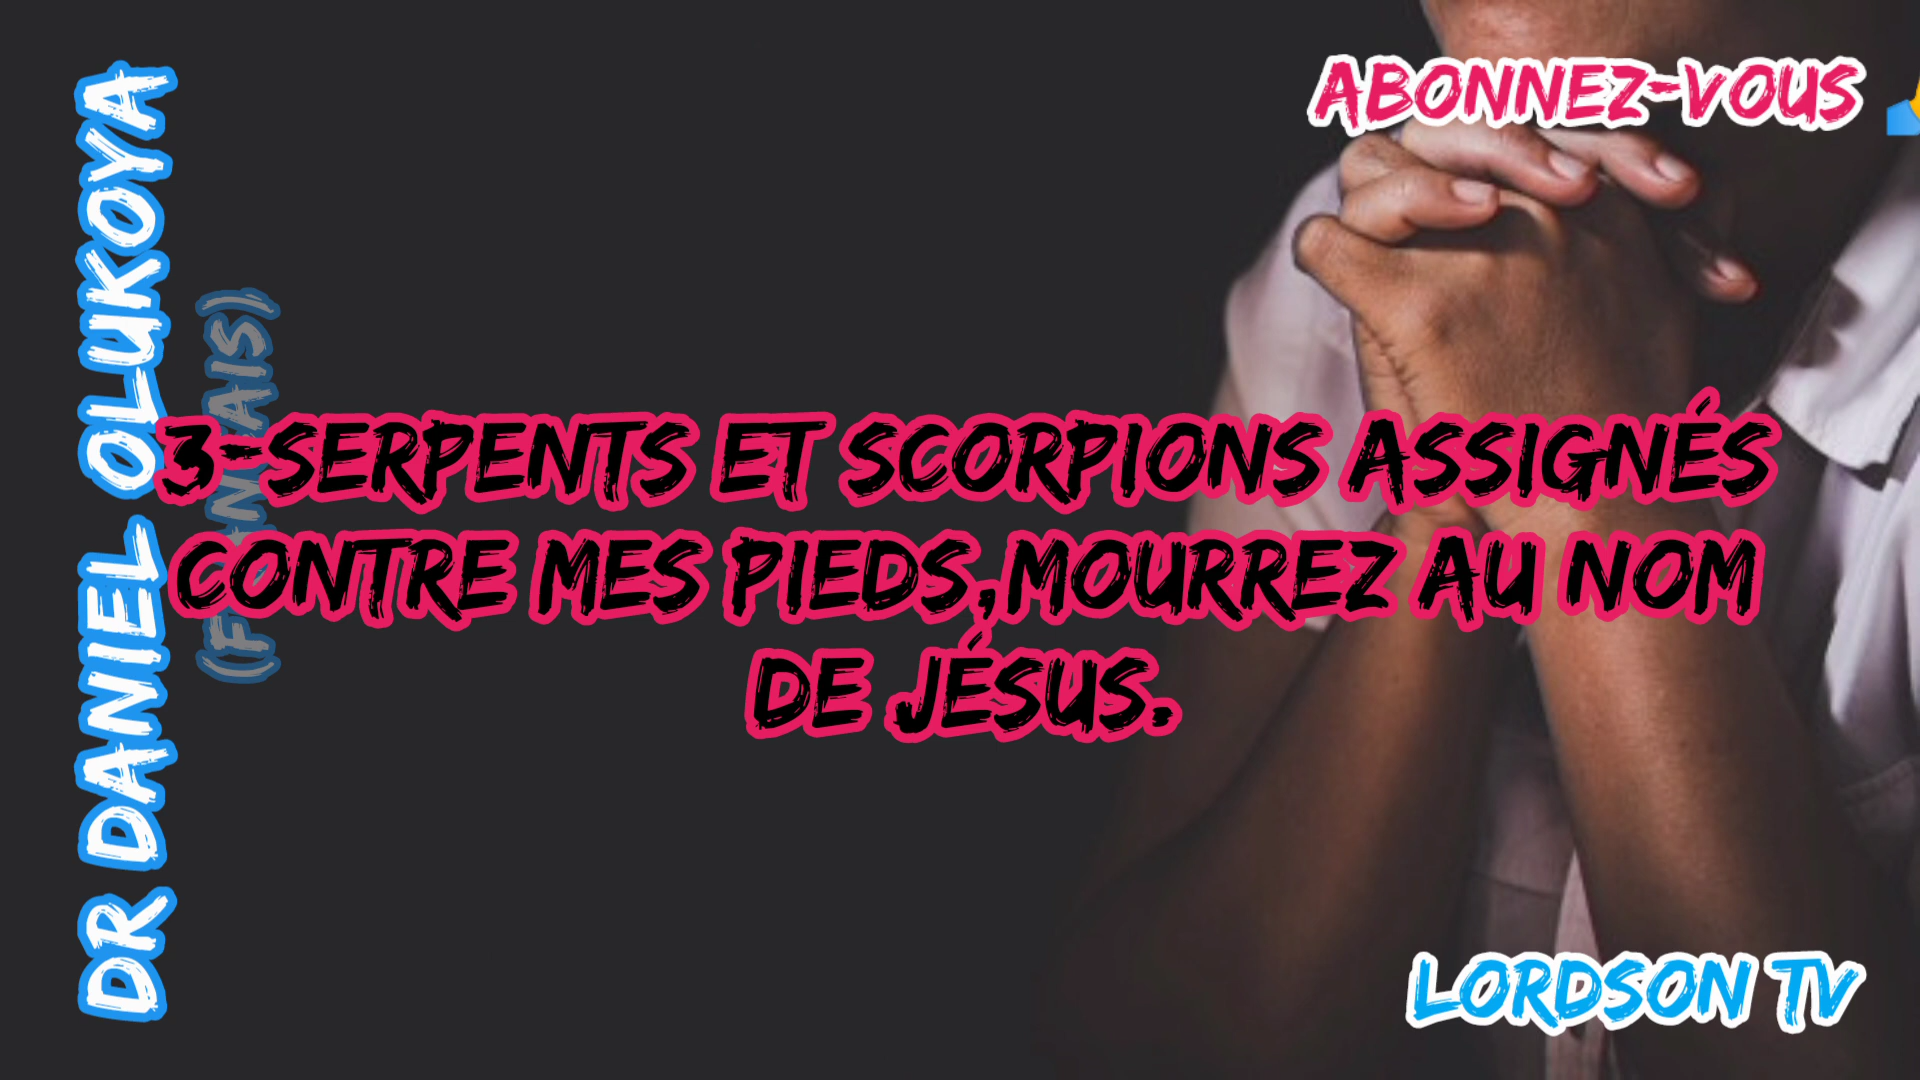 DR DANIEL OLUKOYA
ABONNEZ-VOUS
3-SERPENTS ET SCORPIONS ASSIGNÉS
CONTRE MES PIEDS,MOURREZ AU NOM
DE JÉSUS.
LORDSON TV